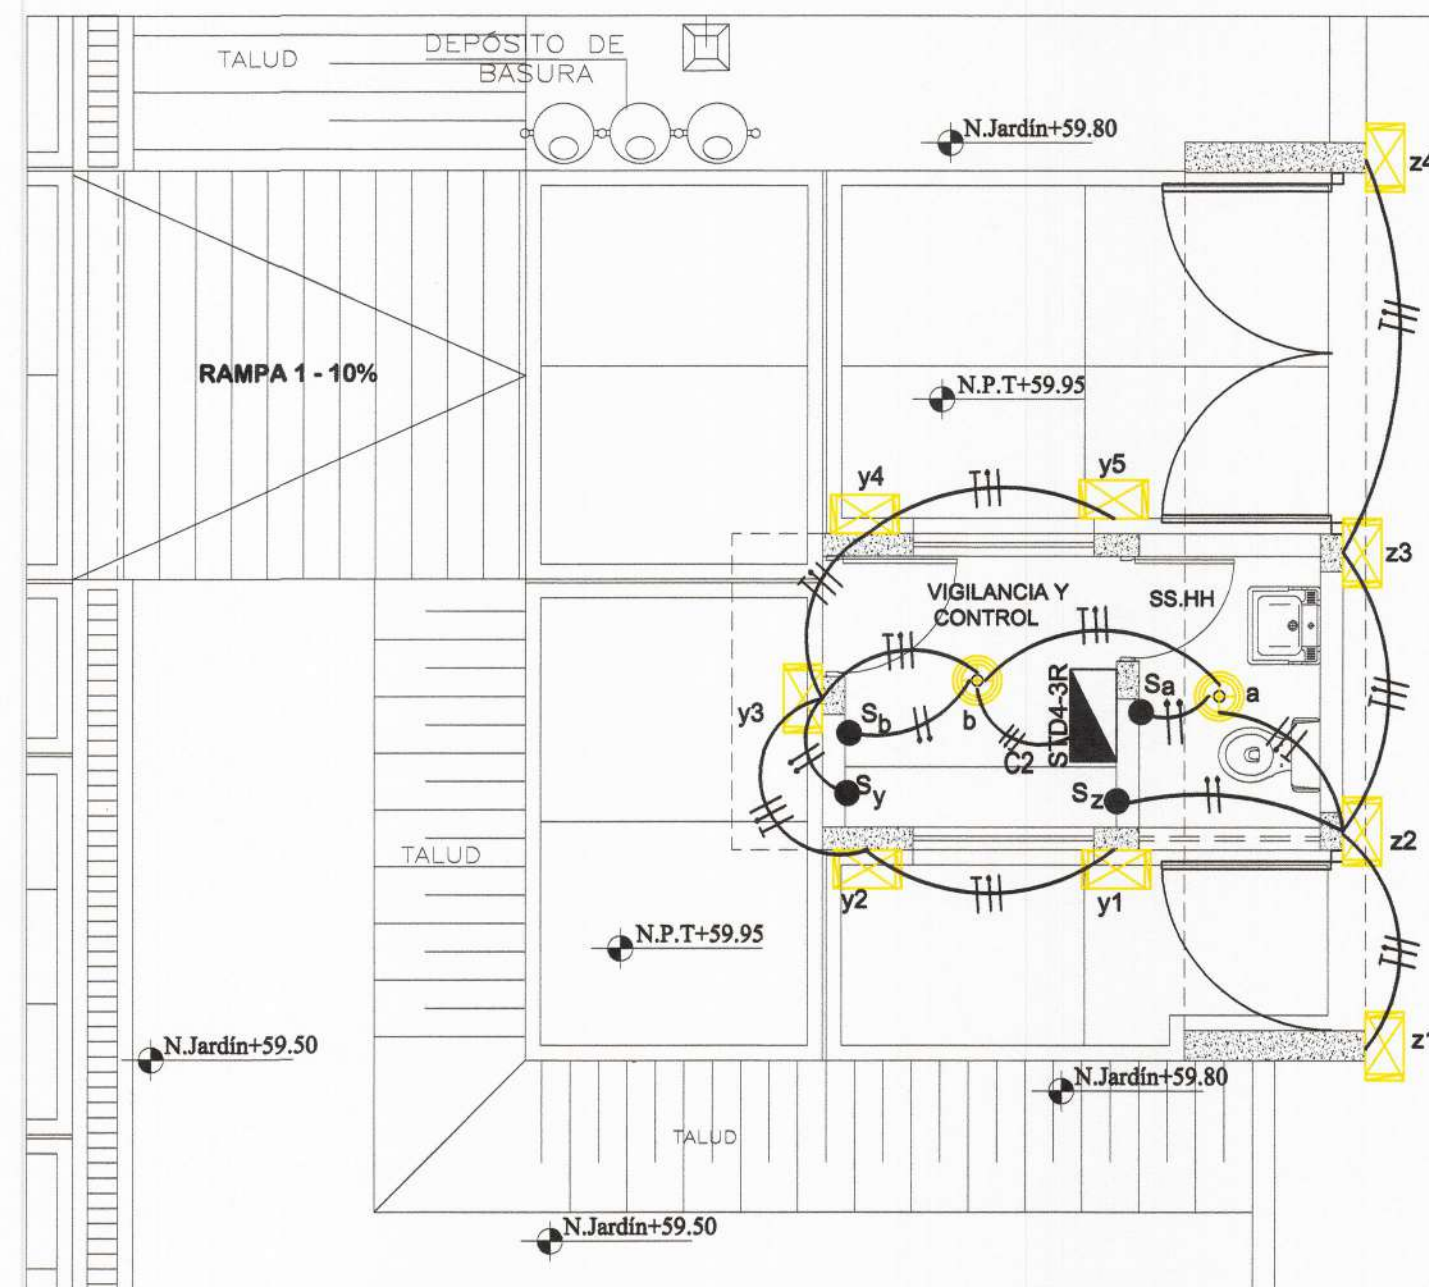 TALUD
DEPÓSITO DE
BASURA
N.Jardín+59.80
z4
RAMPA 1 - 10%
N.P.T+59.95
y4
y5
z3
VIGILANCIA Y
CONTROL
SS.HH
y3
Sb
b
C2
STD4-3R
Sa
a
Sy
Sz
z2
TALUD
y2
y1
N.P.T+59.95
N.Jardín+59.50
z1
N.Jardín+59.80
TALUD
N.Jardín+59.50